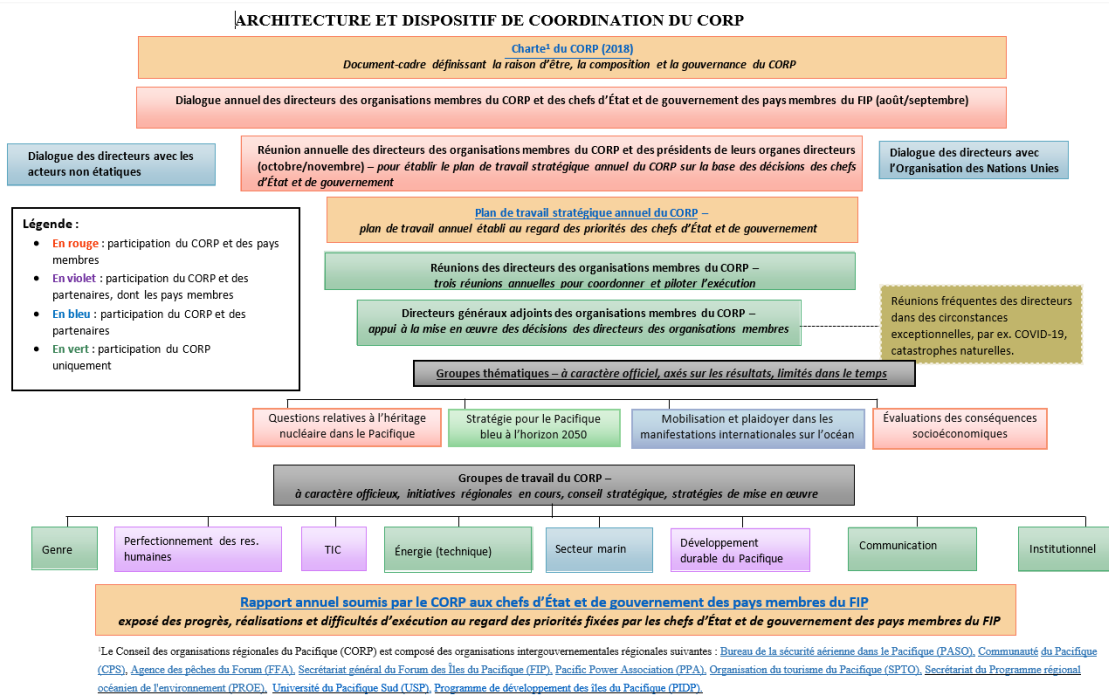 ARCHITECTURE ET DISPOSITIF DE COORDINATION DU CORP
Charte¹ du CORP (2018)
Document-cadre définissant la raison d'être, la composition et la gouvernance du CORP
Dialogue annuel des directeurs des organisations membres du CORP et des chefs d'État et de gouvernement des pays membres du FIP (août/septembre)
Dialogue des directeurs avec les
acteurs non étatiques
Réunion annuelle des directeurs des organisations membres du CORP et des présidents de leurs organes directeurs
(octobre/novembre) – pour établir le plan de travail stratégique annuel du CORP sur la base des décisions des chefs
d'État et de gouvernement
Dialogue des directeurs avec
l'Organisation des Nations Unies
Légende :
• En rouge : participation du CORP et des pays
membres
• En violet : participation du CORP et des
partenaires, dont les pays membres
• En bleu : participation du CORP et des
partenaires
• En vert : participation du CORP
uniquement
Plan de travail stratégique annuel du CORP –
plan de travail annuel établi au regard des priorités des chefs d'État et de gouvernement
Réunions des directeurs des organisations membres du CORP –
trois réunions annuelles pour coordonner et piloter l'exécution
Directeurs généraux adjoints des organisations membres du CORP –
appui à la mise en œuvre des décisions des directeurs des organisations membres
Réunions fréquentes des directeurs
dans des circonstances
exceptionnelles, par ex. COVID-19,
catastrophes naturelles.
Groupes thématiques – à caractère officiel, axés sur les résultats, limités dans le temps
Questions relatives à l'héritage
nucléaire dans le Pacifique
Stratégie pour le Pacifique
bleu à l'horizon 2050
Mobilisation et plaidoyer dans les
manifestations internationales sur l'océan
Évaluations des conséquences
socioéconomiques
Groupes de travail du CORP –
à caractère officieux, initiatives régionales en cours, conseil stratégique, stratégies de mise en œuvre
Genre
Perfectionnement des res.
humaines
TIC
Énergie (technique)
Secteur marin
Développement
durable du Pacifique
Communication
Institutionnel
Rapport annuel soumis par le CORP aux chefs d'État et de gouvernement des pays membres du FIP
exposé des progrès, réalisations et difficultés d'exécution au regard des priorités fixées par les chefs d'État et de gouvernement des pays membres du FIP
¹Le Conseil des organisations régionales du Pacifique (CORP) est composé des organisations intergouvernementales régionales suivantes : Bureau de la sécurité aérienne dans le Pacifique (PASO), Communauté du Pacifique
(CPS), Agence des pêches du Forum (FFA), Secrétariat général du Forum des Îles du Pacifique (FIP), Pacific Power Association (PPA), Organisation du tourisme du Pacifique (SPTO), Secrétariat du Programme régional
océanien de l'environnement (PROE), Université du Pacifique Sud (USP), Programme de développement des îles du Pacifique (PIDP).